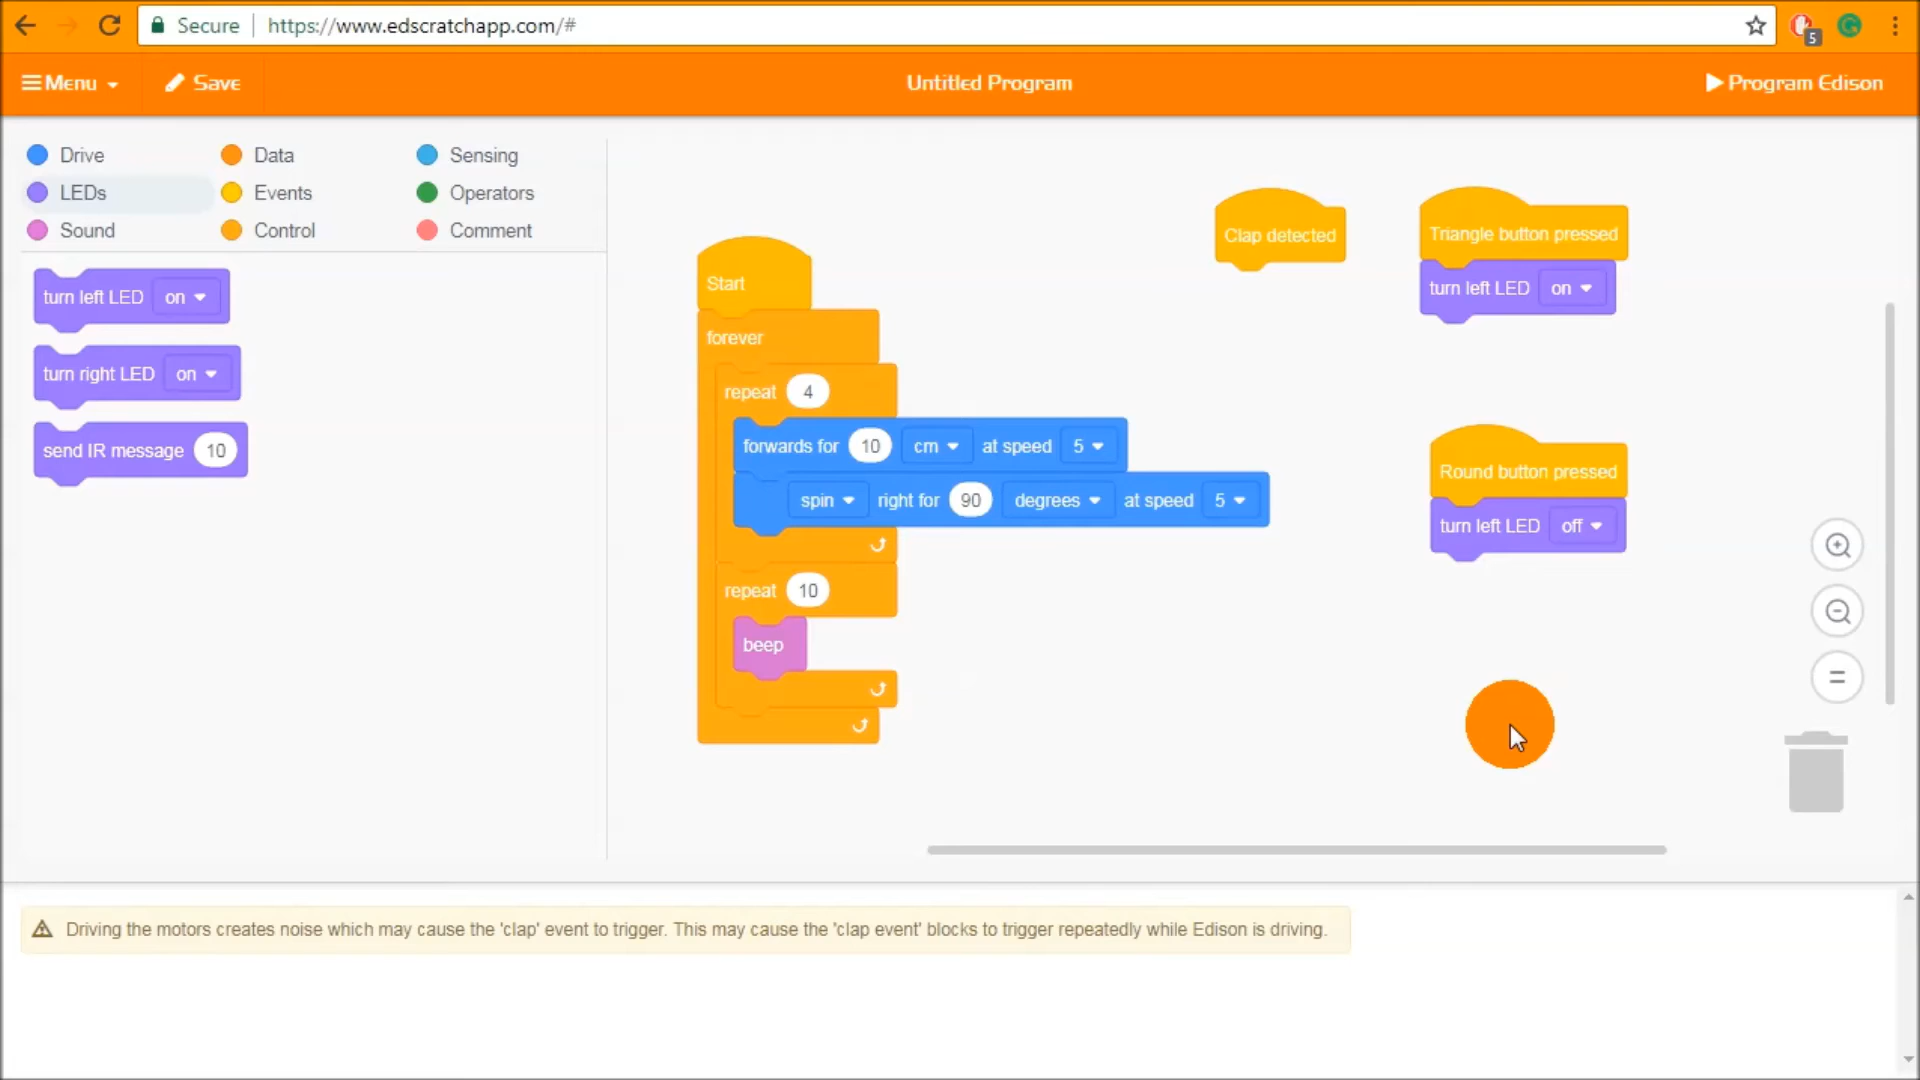 Secure https://www.edscratchapp.com/#
5
Menu Save Untitled Program Program Edison
Drive Data Sensing
LEDs Events Operators
Sound Control Comment
turn left LED on
turn right LED on
send IR message 10
Start
forever
repeat 4
forwards for 10 cm at speed 5
spin right for 90 degrees at speed 5
repeat 10
beep
Clap detected
Triangle button pressed
turn left LED on
Round button pressed
turn left LED off
Driving the motors creates noise which may cause the 'clap' event to trigger. This may cause the 'clap event' blocks to trigger repeatedly while Edison is driving.